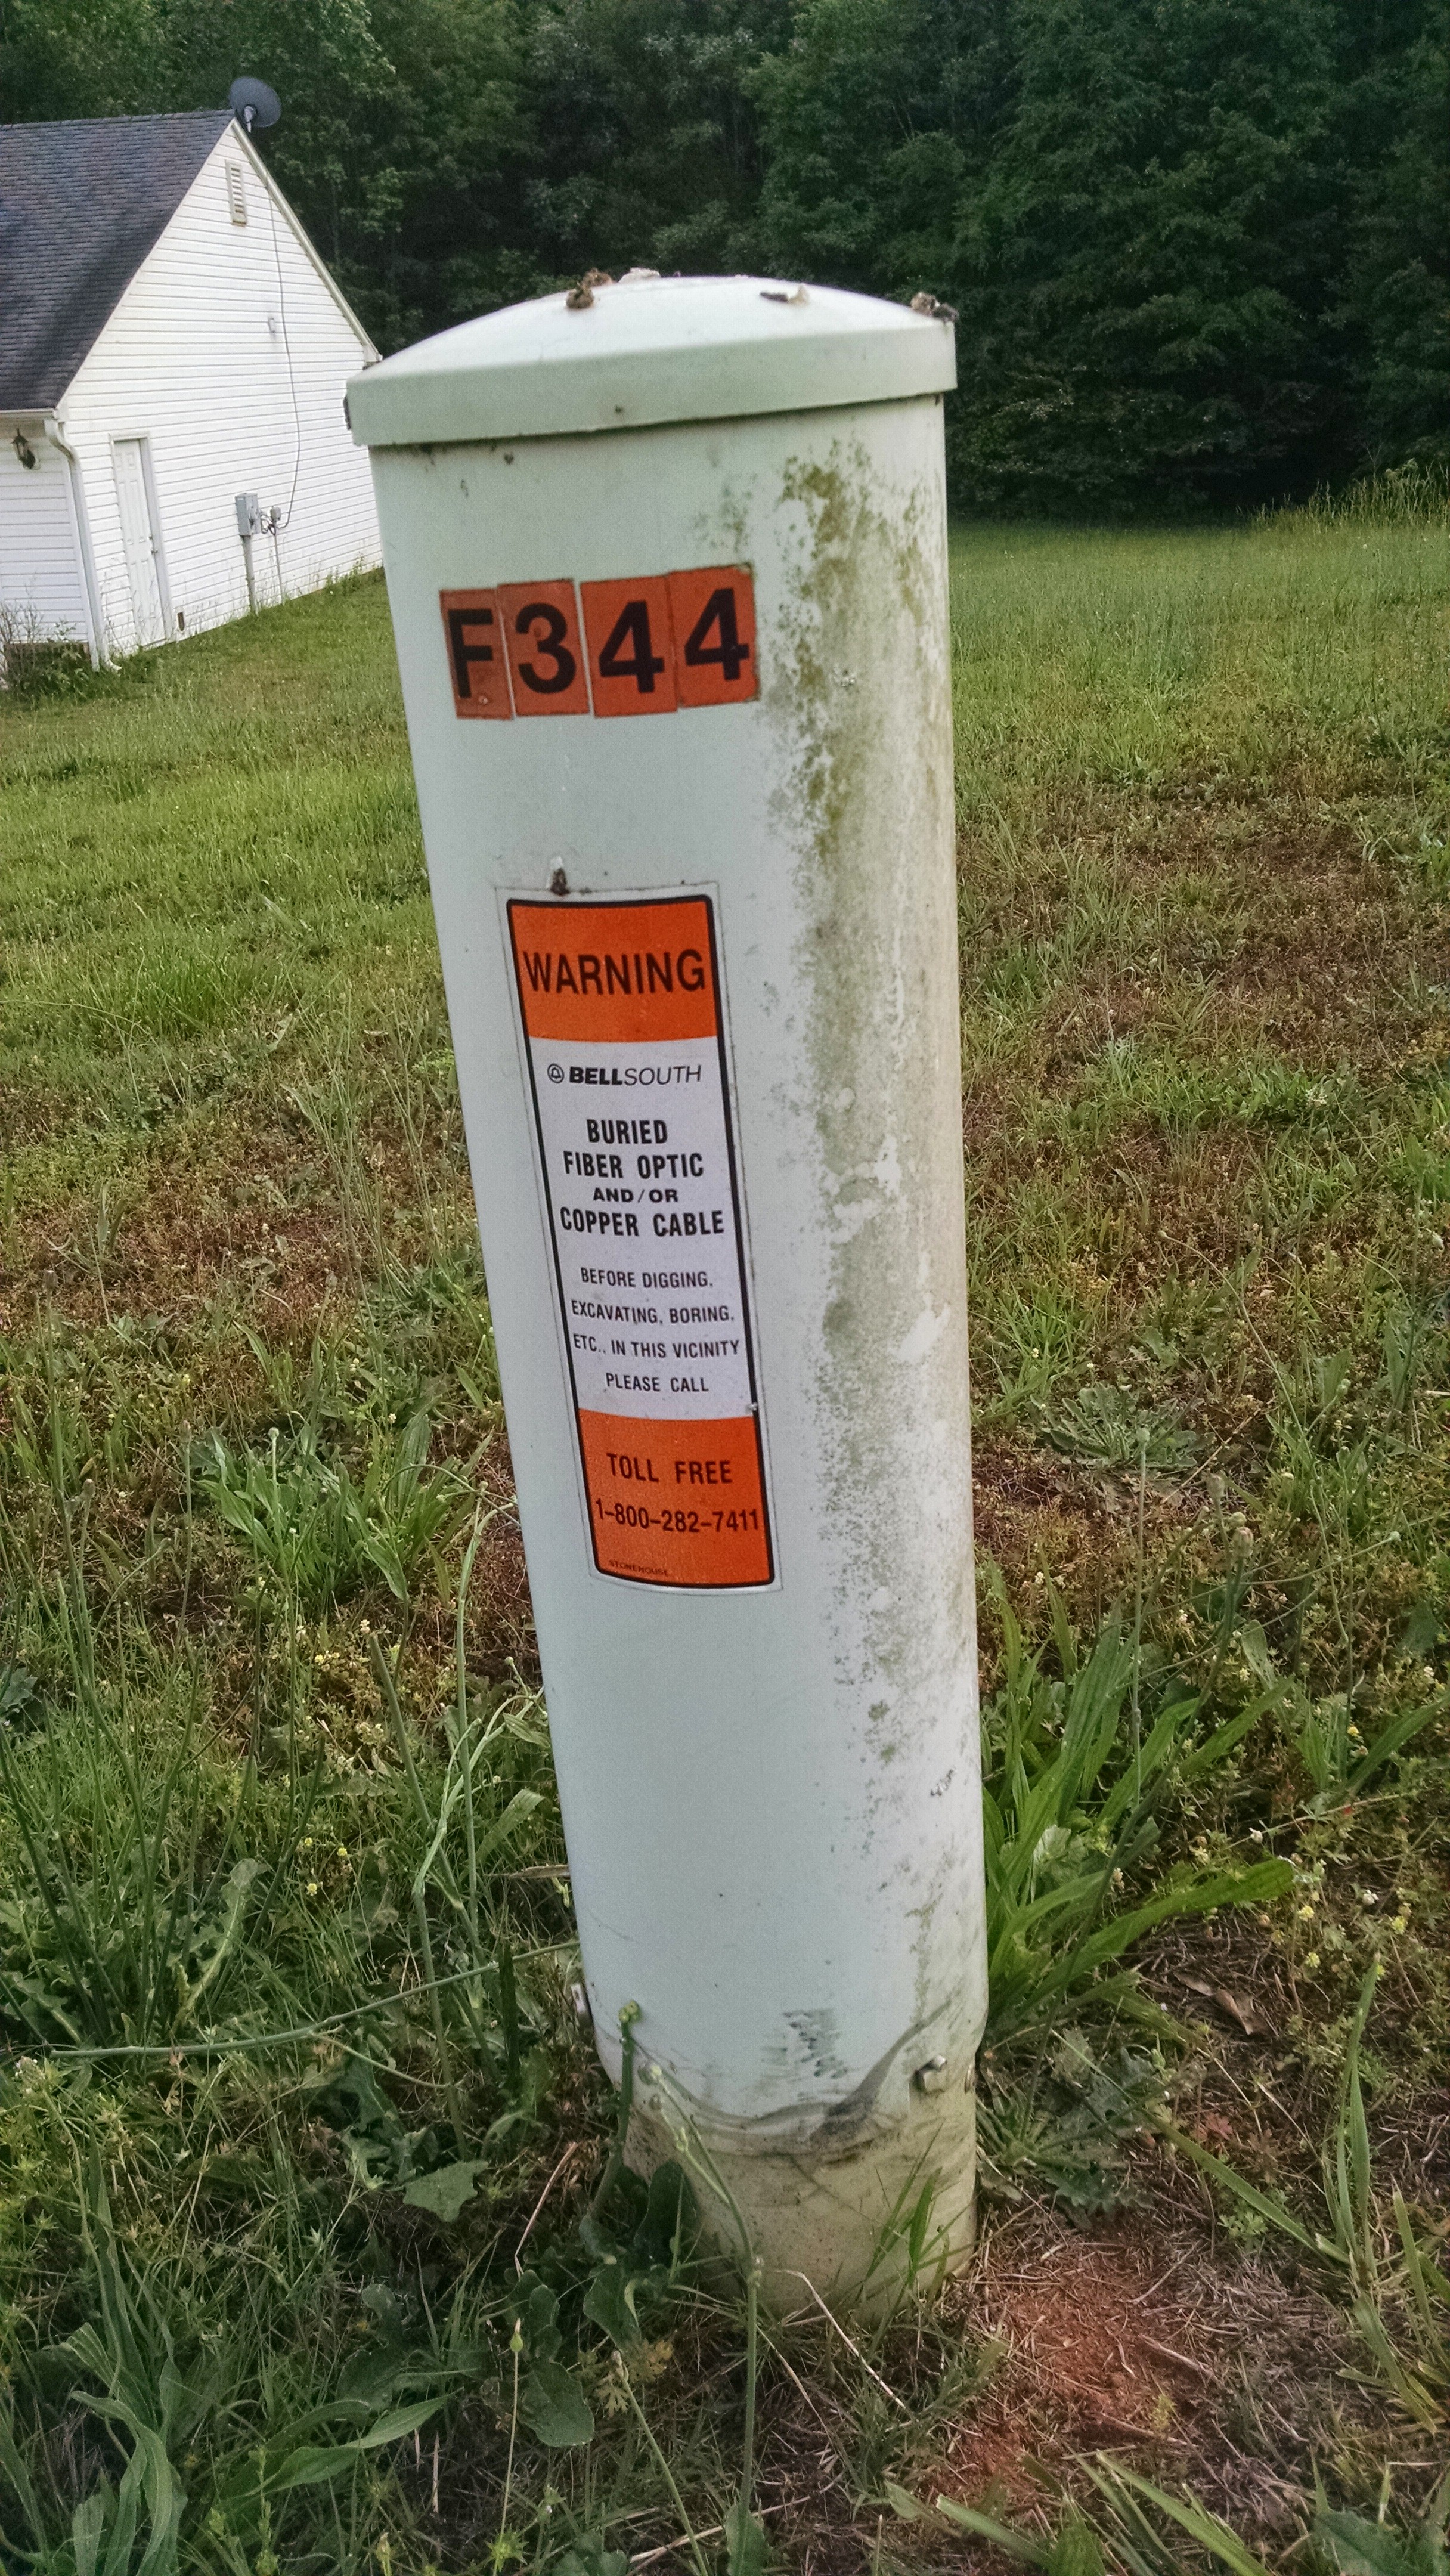 F344
WARNING
BELLSOUTH
BURIED
FIBER OPTIC
AND/OR
COPPER CABLE
BEFORE DIGGING,
EXCAVATING, BORING,
ETC., IN THIS VICINITY
PLEASE CALL
TOLL FREE
1-800-282-7411
STONEHOUSE